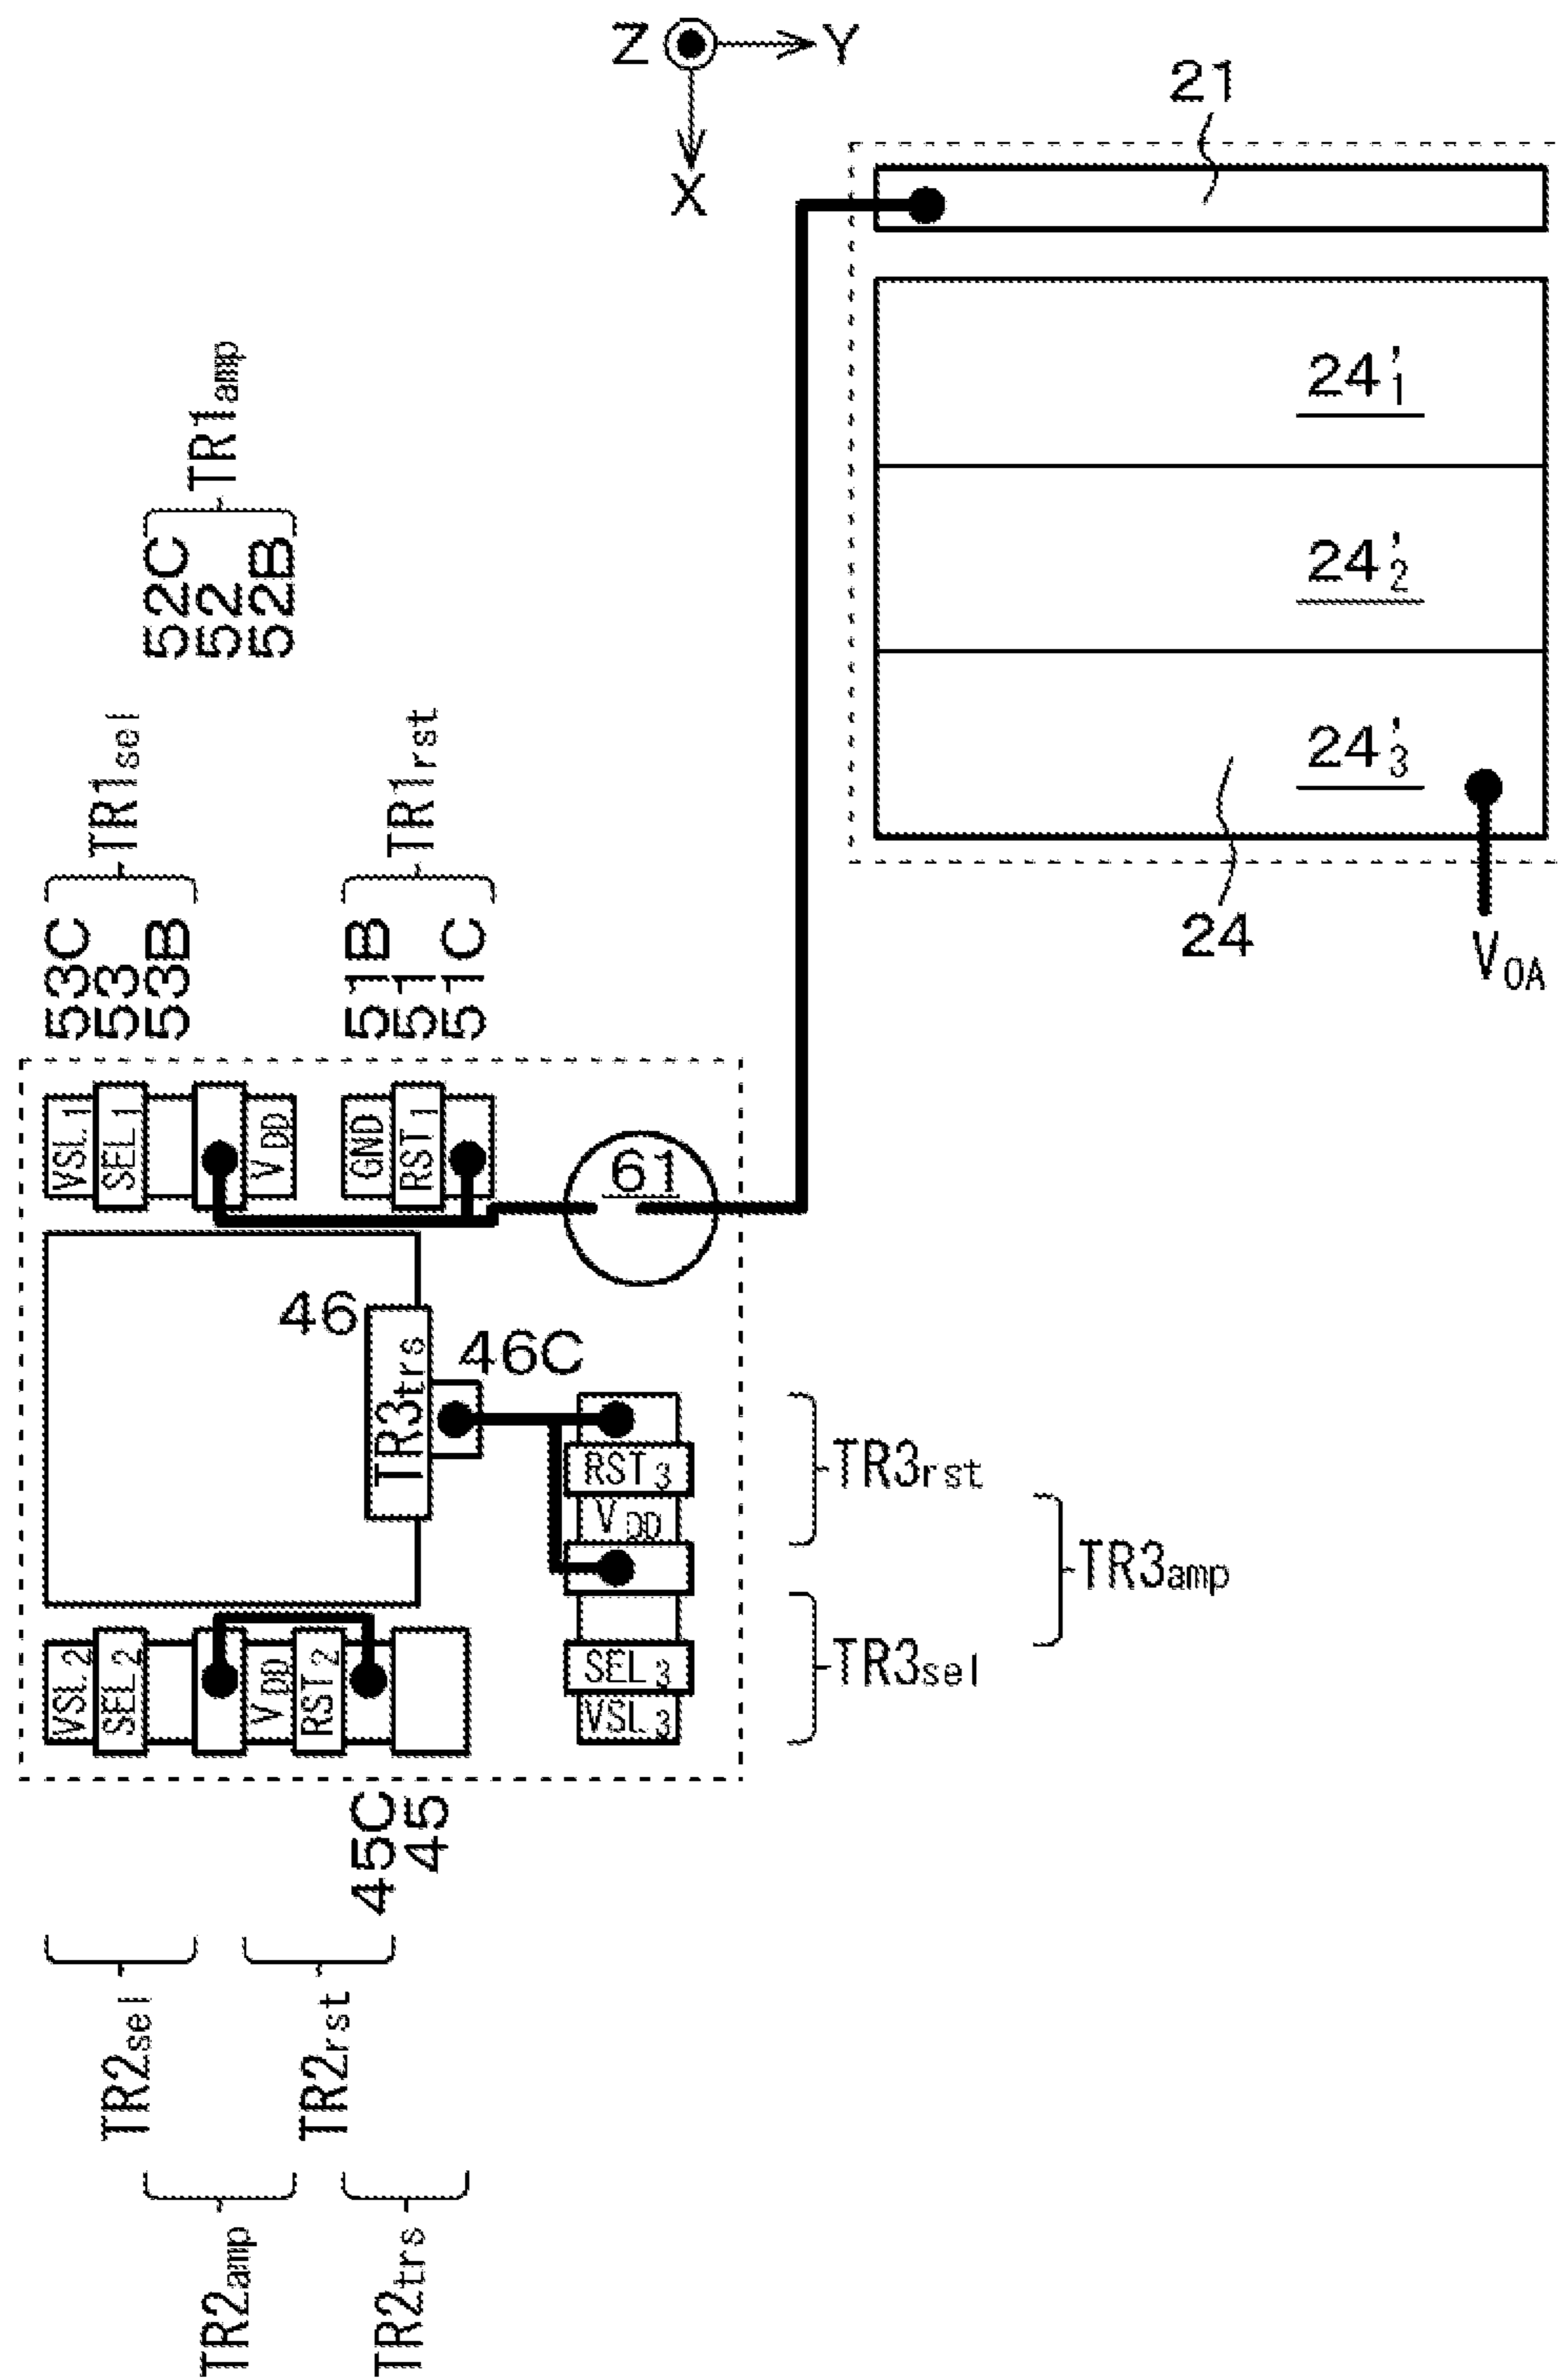 Z
Y
X
21
24'1
24'2
24'3
24
VOA
TR1amp
52C
52
52B
TR1sel
TR1rst
53C
53
53B
51B
51
51C
VSL1
SEL1
VDD
GND
RST1
61
46
TR3trs
46C
RST3
VDD
SEL3
VSL3
TR3rst
TR3amp
TR3sel
VSL2
SEL2
VDD
RST2
45C
45
TR2sel
TR2rst
TR2amp
TR2trs